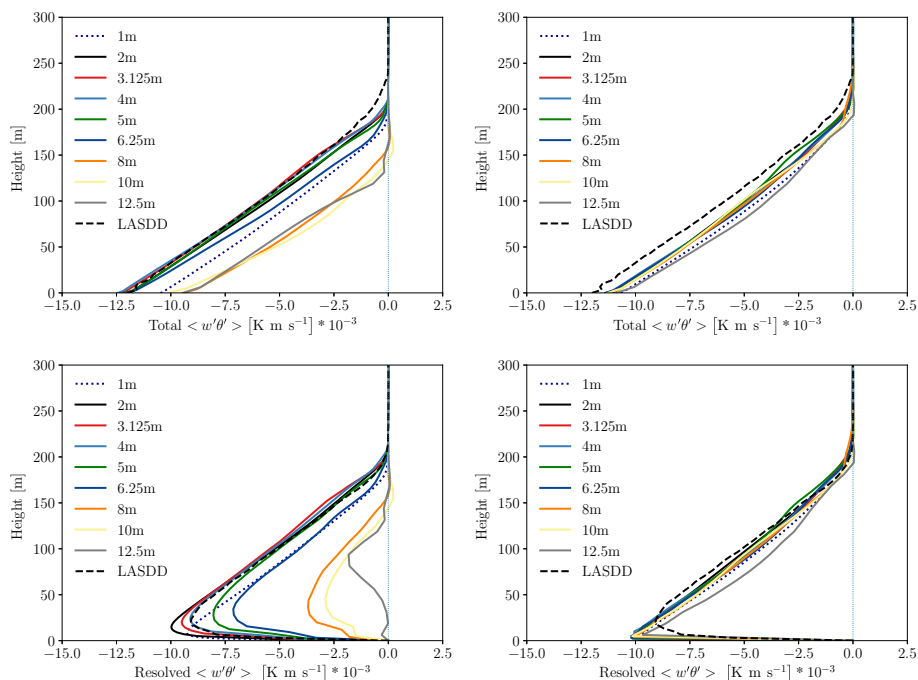 300
250
200
150
100
50
0
Height [m]
1m
2m
3.125m
4m
5m
6.25m
8m
10m
12.5m
LASDD
−15.0 −12.5 −10.0 −7.5 −5.0 −2.5 0.0 2.5
Total < w′θ′ > [K m s⁻¹] * 10⁻³
300
250
200
150
100
50
0
Height [m]
1m
2m
3.125m
4m
5m
6.25m
8m
10m
12.5m
LASDD
−15.0 −12.5 −10.0 −7.5 −5.0 −2.5 0.0 2.5
Total < w′θ′ > [K m s⁻¹] * 10⁻³
300
250
200
150
100
50
0
Height [m]
1m
2m
3.125m
4m
5m
6.25m
8m
10m
12.5m
LASDD
−15.0 −12.5 −10.0 −7.5 −5.0 −2.5 0.0 2.5
Resolved < w′θ′ > [K m s⁻¹] * 10⁻³
300
250
200
150
100
50
0
Height [m]
1m
2m
3.125m
4m
5m
6.25m
8m
10m
12.5m
LASDD
−15.0 −12.5 −10.0 −7.5 −5.0 −2.5 0.0 2.5
Resolved < w′θ′ > [K m s⁻¹] * 10⁻³